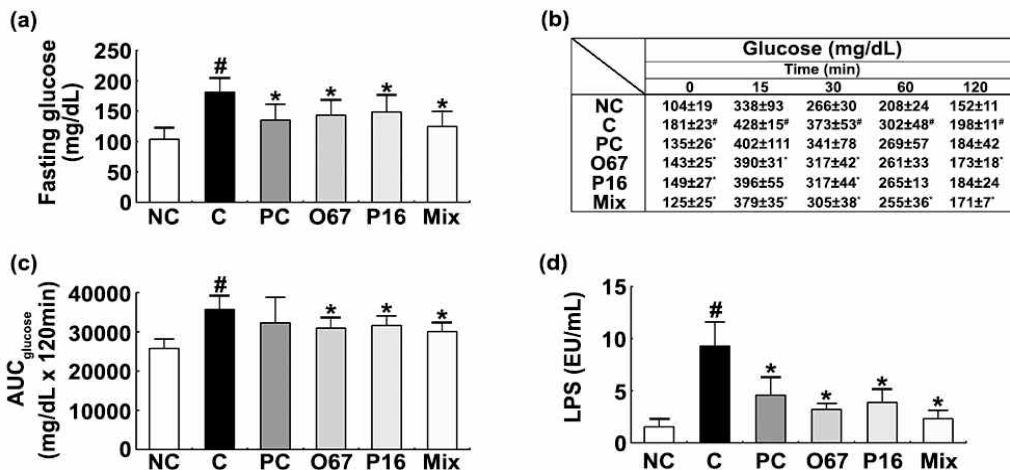 (a)
Fasting glucose
(mg/dL)
250
200
150
100
50
0
#
*
*
*
*
NC C PC O67 P16 Mix
(b)
Glucose (mg/dL)
Time (min)
0 15 30 60 120
NC 104±19 338±93 266±30 208±24 152±11
C 181±23# 428±15# 373±53# 302±48# 198±11#
PC 135±26* 402±111 341±78 269±57 184±42
O67 143±25* 390±31* 317±42* 261±33 173±18*
P16 149±27* 396±55 317±44* 265±13 184±24
Mix 125±25* 379±35* 305±38* 255±36* 171±7*
(c)
AUCglucose
(mg/dL x 120min)
40000
30000
20000
10000
0
#
*
*
*
NC C PC O67 P16 Mix
(d)
LPS (EU/mL)
15
10
5
0
#
*
*
*
*
NC C PC O67 P16 Mix